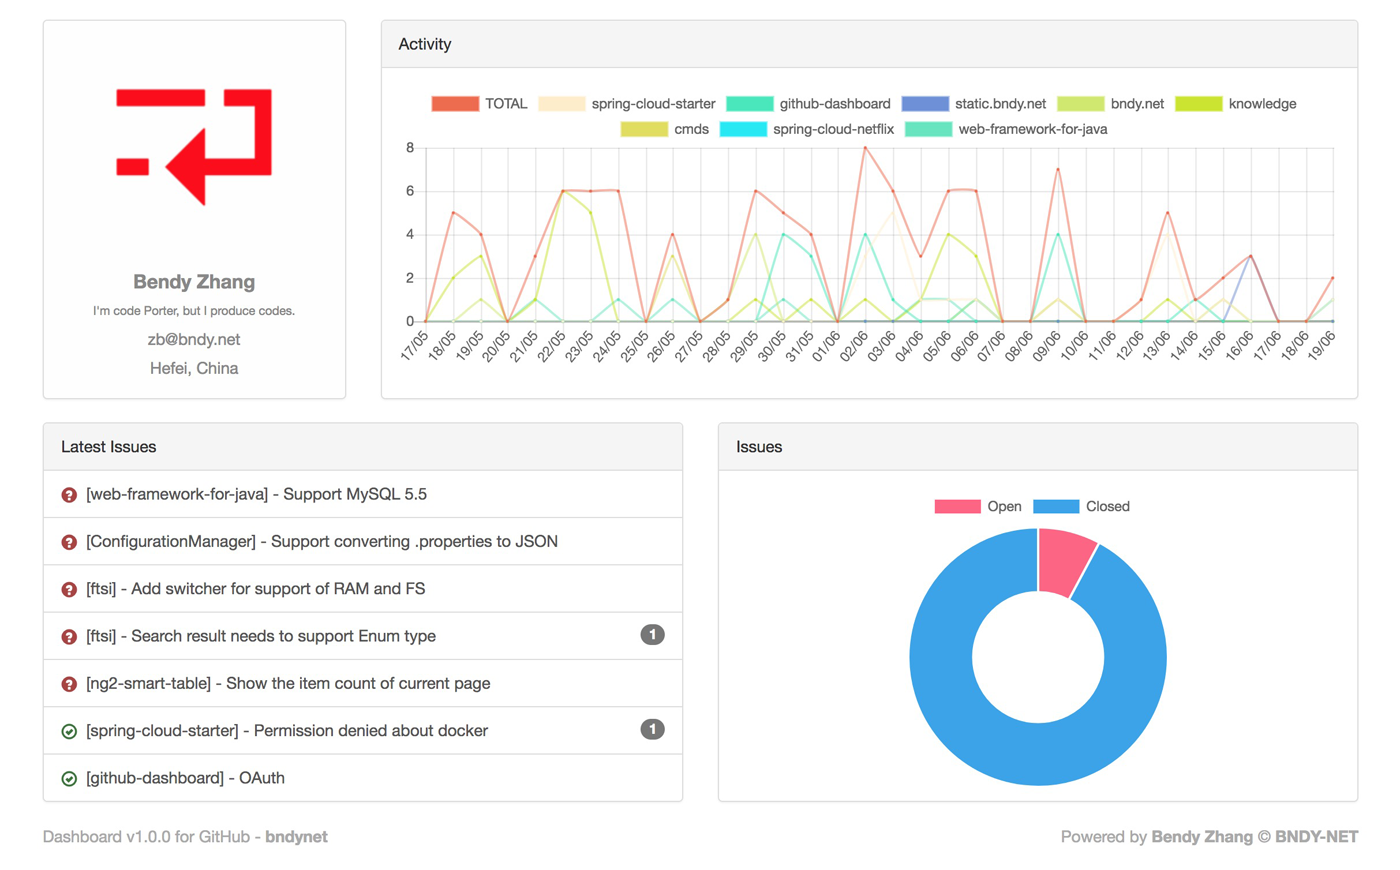 Bendy Zhang
I'm code Porter, but I produce codes.
zb@bndy.net
Hefei, China
Activity
TOTAL spring-cloud-starter github-dashboard static.bndy.net bndy.net knowledge
cmds spring-cloud-netflix web-framework-for-java
8
6
4
2
0
17/05 18/05 19/05 20/05 21/05 22/05 23/05 24/05 25/05 26/05 27/05 28/05 29/05 30/05 31/05 01/06 02/06 03/06 04/06 05/06 06/06 07/06 08/06 09/06 10/06 11/06 12/06 13/06 14/06 15/06 16/06 17/06 18/06 19/06
Latest Issues
[web-framework-for-java] - Support MySQL 5.5
[ConfigurationManager] - Support converting .properties to JSON
[ftsi] - Add switcher for support of RAM and FS
[ftsi] - Search result needs to support Enum type 1
[ng2-smart-table] - Show the item count of current page
[spring-cloud-starter] - Permission denied about docker 1
[github-dashboard] - OAuth
Issues
Open Closed
Dashboard v1.0.0 for GitHub - bndynet
Powered by Bendy Zhang © BNDY-NET